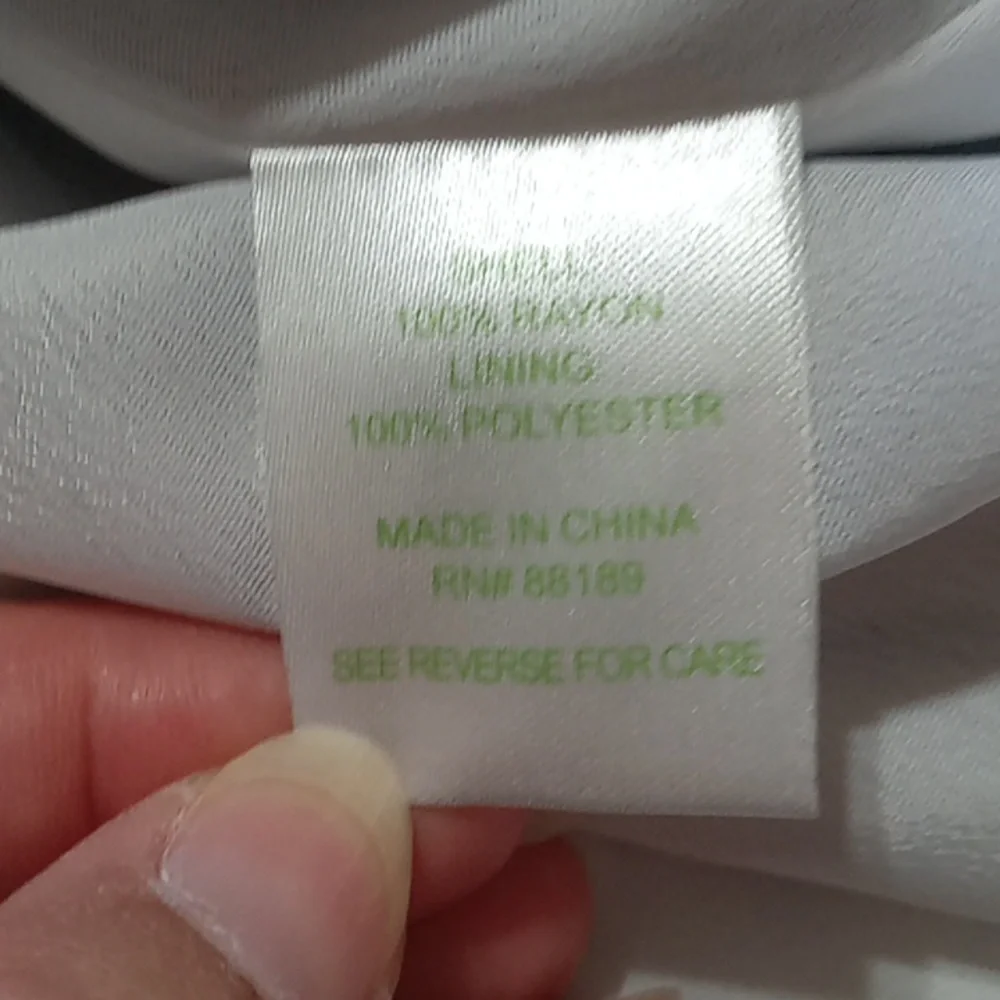 SHELL
100% RAYON
LINING
100% POLYESTER
MADE IN CHINA
RN# 88189
SEE REVERSE FOR CARE